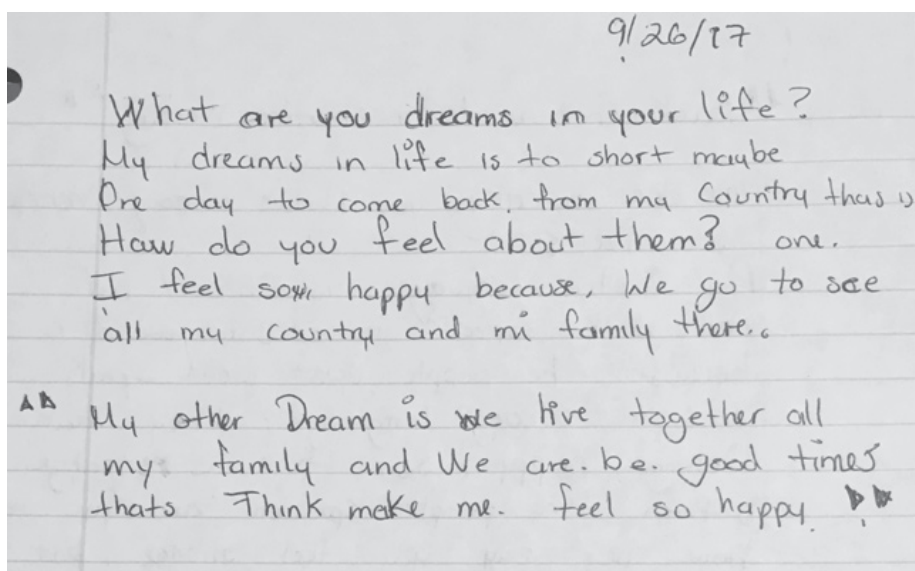 9/26/17
What are you dreams in your life?
My dreams in life is to short maybe
One day to come back. from my Country thas is
Haw do you feel about them? one.
I feel so happy because, We go to see
all my country and mi family there..
My other Dream is we live together all
my family and We are. be. good times
thats Think make me. feel so happy.